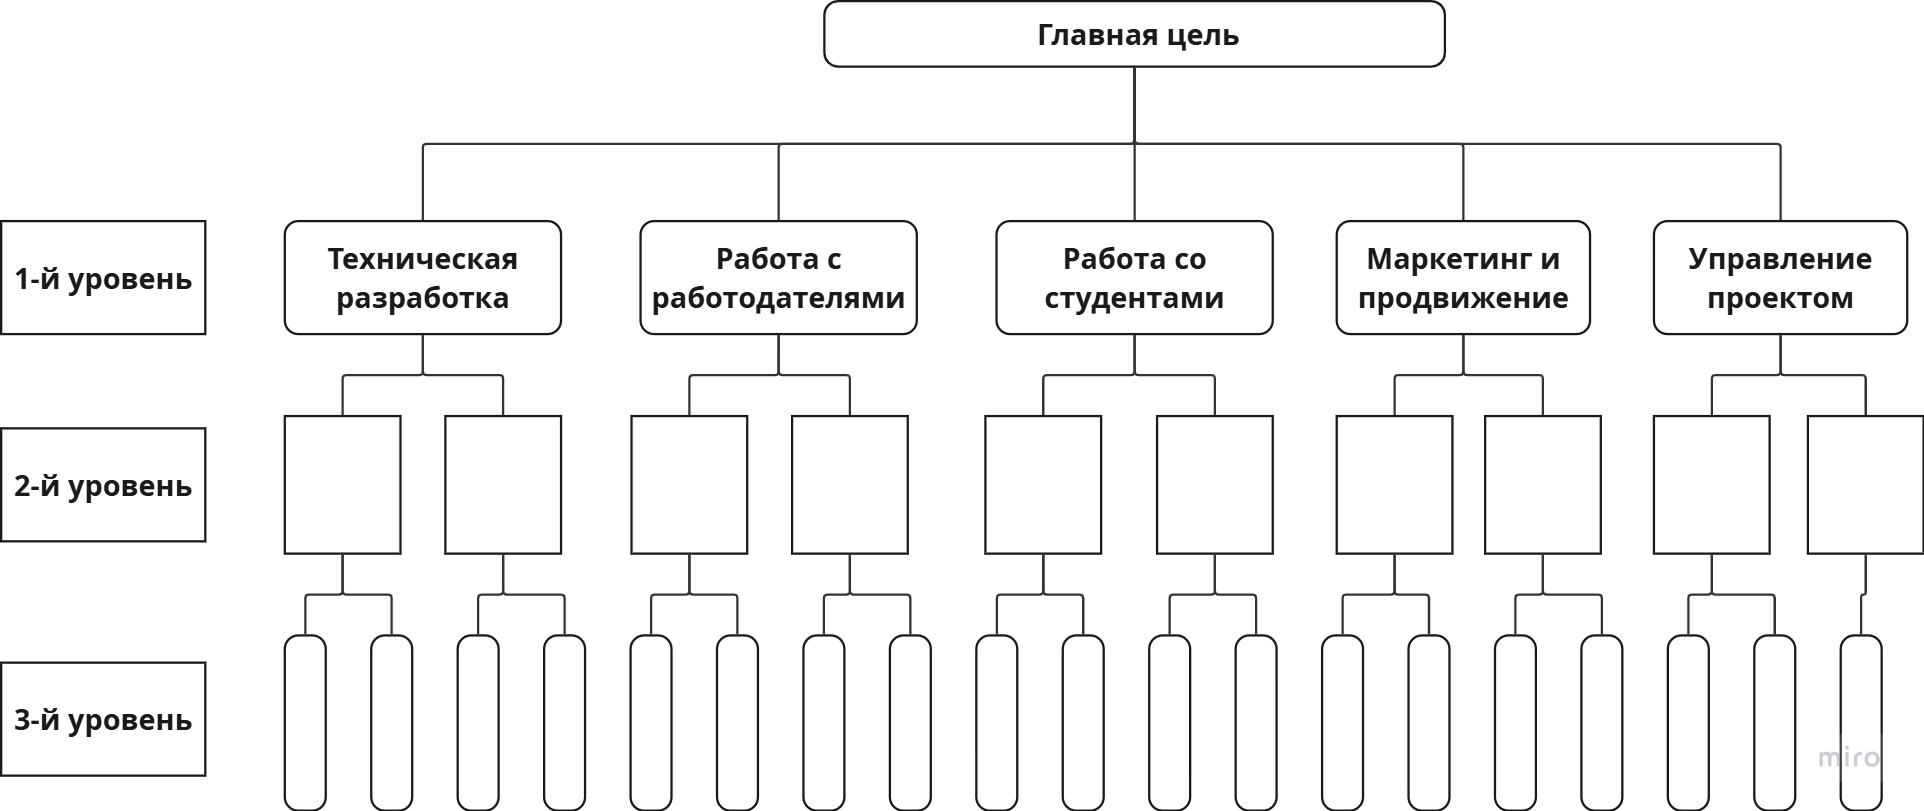 Главная цель
1-й уровень
Техническая
разработка
Работа с
работодателями
Работа со
студентами
Маркетинг и
продвижение
Управление
проектом
2-й уровень
3-й уровень
miro